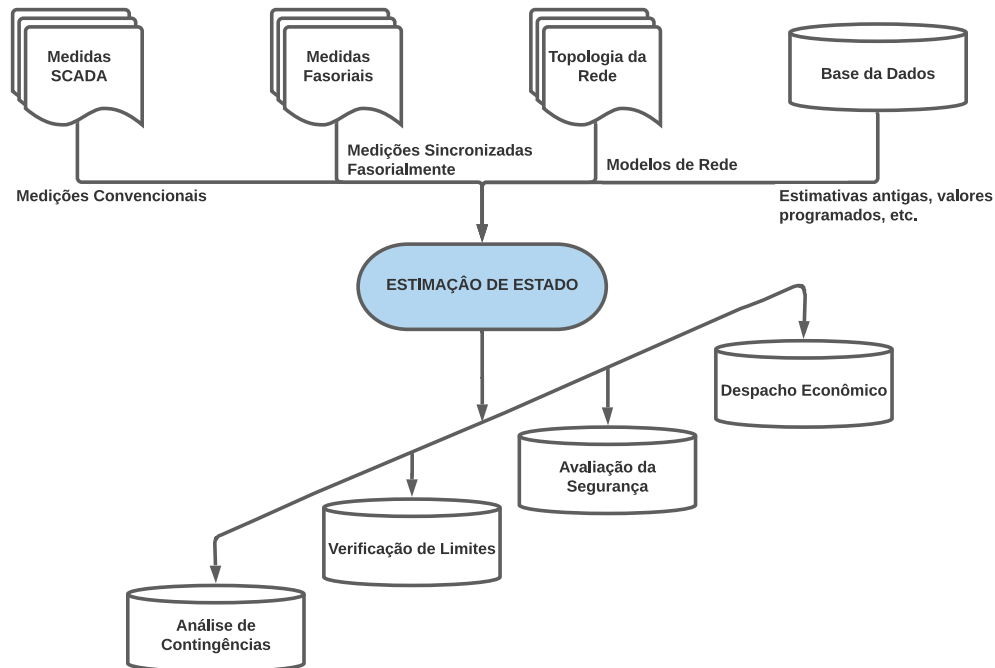 Medidas
SCADA
Medidas
Fasoriais
Topologia da
Rede
Base da Dados
Medições Convencionais
Medições Sincronizadas
Fasorialmente
Modelos de Rede
Estimativas antigas, valores
programados, etc.
ESTIMAÇÂO DE ESTADO
Despacho Econômico
Avaliação da
Segurança
Verificação de Limites
Análise de
Contingências